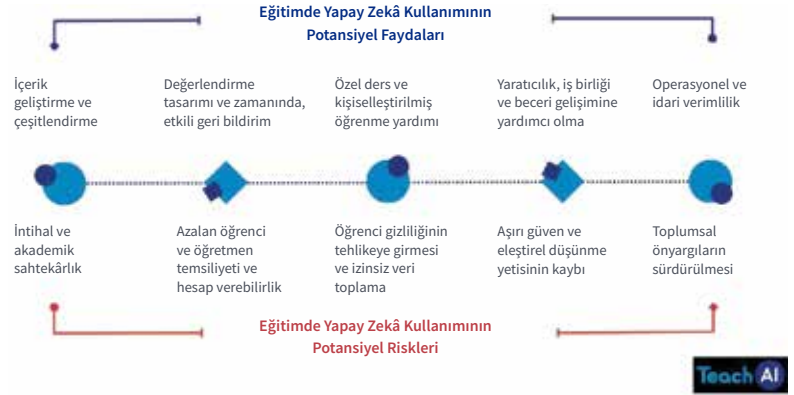 Eğitimde Yapay Zekâ Kullanımının
Potansiyel Faydaları
İçerik
geliştirme ve
çeşitlendirme
Değerlendirme
tasarımı ve zamanında,
etkili geri bildirim
Özel ders ve
kişiselleştirilmiş
öğrenme yardımı
Yaratıcılık, iş birliği
ve beceri gelişimine
yardımcı olma
Operasyonel ve
idari verimlilik
İntihal ve
akademik
sahtekârlık
Azalan öğrenci
ve öğretmen
temsiliyeti ve
hesap verebilirlik
Öğrenci gizliliğinin
tehlikeye girmesi
ve izinsiz veri
toplama
Aşırı güven ve
eleştirel düşünme
yetisinin kaybı
Toplumsal
önyargıların
sürdürülmesi
Eğitimde Yapay Zekâ Kullanımının
Potansiyel Riskleri
Teach AI